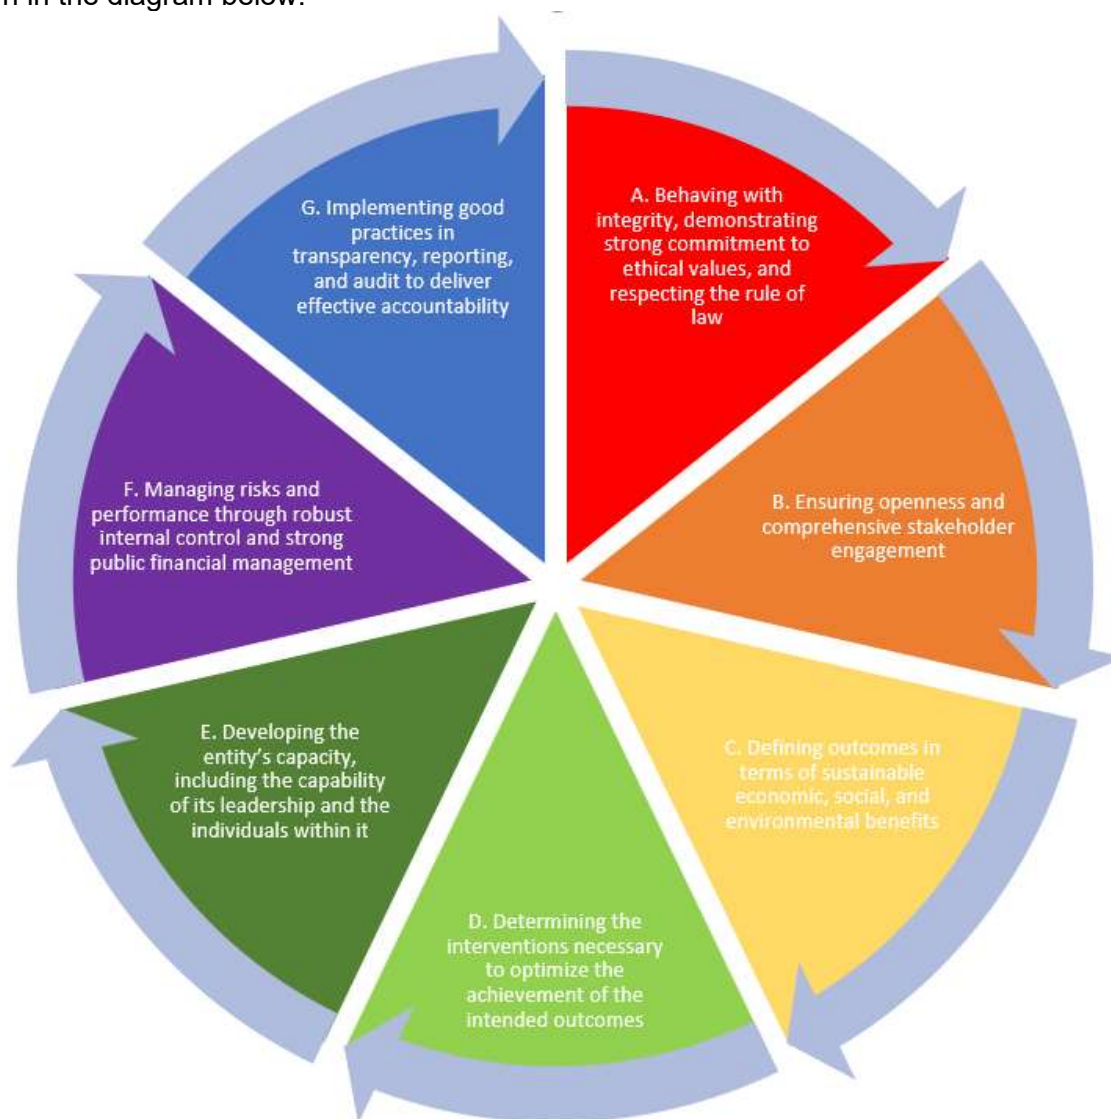 in the diagram below.
A. Behaving with
integrity, demonstrating
strong commitment to
ethical values, and
respecting the rule of
law
B. Ensuring openness and
comprehensive stakeholder
engagement
C. Defining outcomes in
terms of sustainable
economic, social, and
environmental benefits
D. Determining the
interventions necessary
to optimize the
achievement of the
intended outcomes
E. Developing the
entity’s capacity,
including the capability
of its leadership and the
individuals within it
F. Managing risks and
performance through robust
internal control and strong
public financial management
G. Implementing good
practices in
transparency, reporting,
and audit to deliver
effective accountability